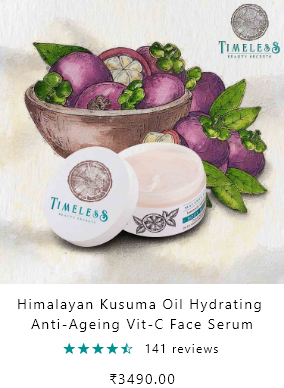 TIMELESS
BEAUTY SECRETS
TIMELESS
BEAUTY SECRETS
Himalayan Kusuma Oil Hydrating
Anti-Ageing Vit-C Face Serum
141 reviews
₹3490.00